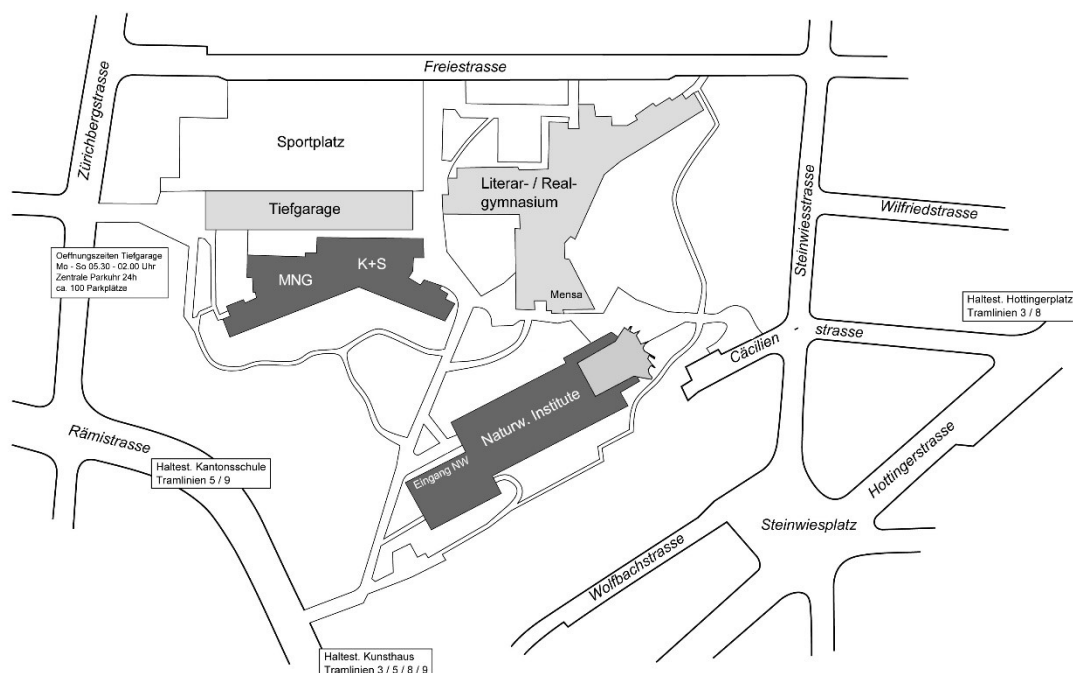 Freiestrasse
Zürichbergstrasse
Sportplatz
Literar- / Real-
gymnasium
Tiefgarage
Wilfriedstrasse
Steinwiesstrasse
Oeffnungszeiten Tiefgarage
Mo - So 05.30 - 02.00 Uhr
Zentrale Parkuhr 24h
ca. 100 Parkplätze
K+S
MNG
Mensa
Haltest. Hottingerplatz
Tramlinien 3 / 8
Cäcilien
strasse
Naturw. Institute
Rämistrasse
Haltest. Kantonsschule
Tramlinien 5 / 9
Eingang NW
Hottingerstrasse
Steinwiesplatz
Wolfbachstrasse
Haltest. Kunsthaus
Tramlinien 3 / 5 / 8 / 9